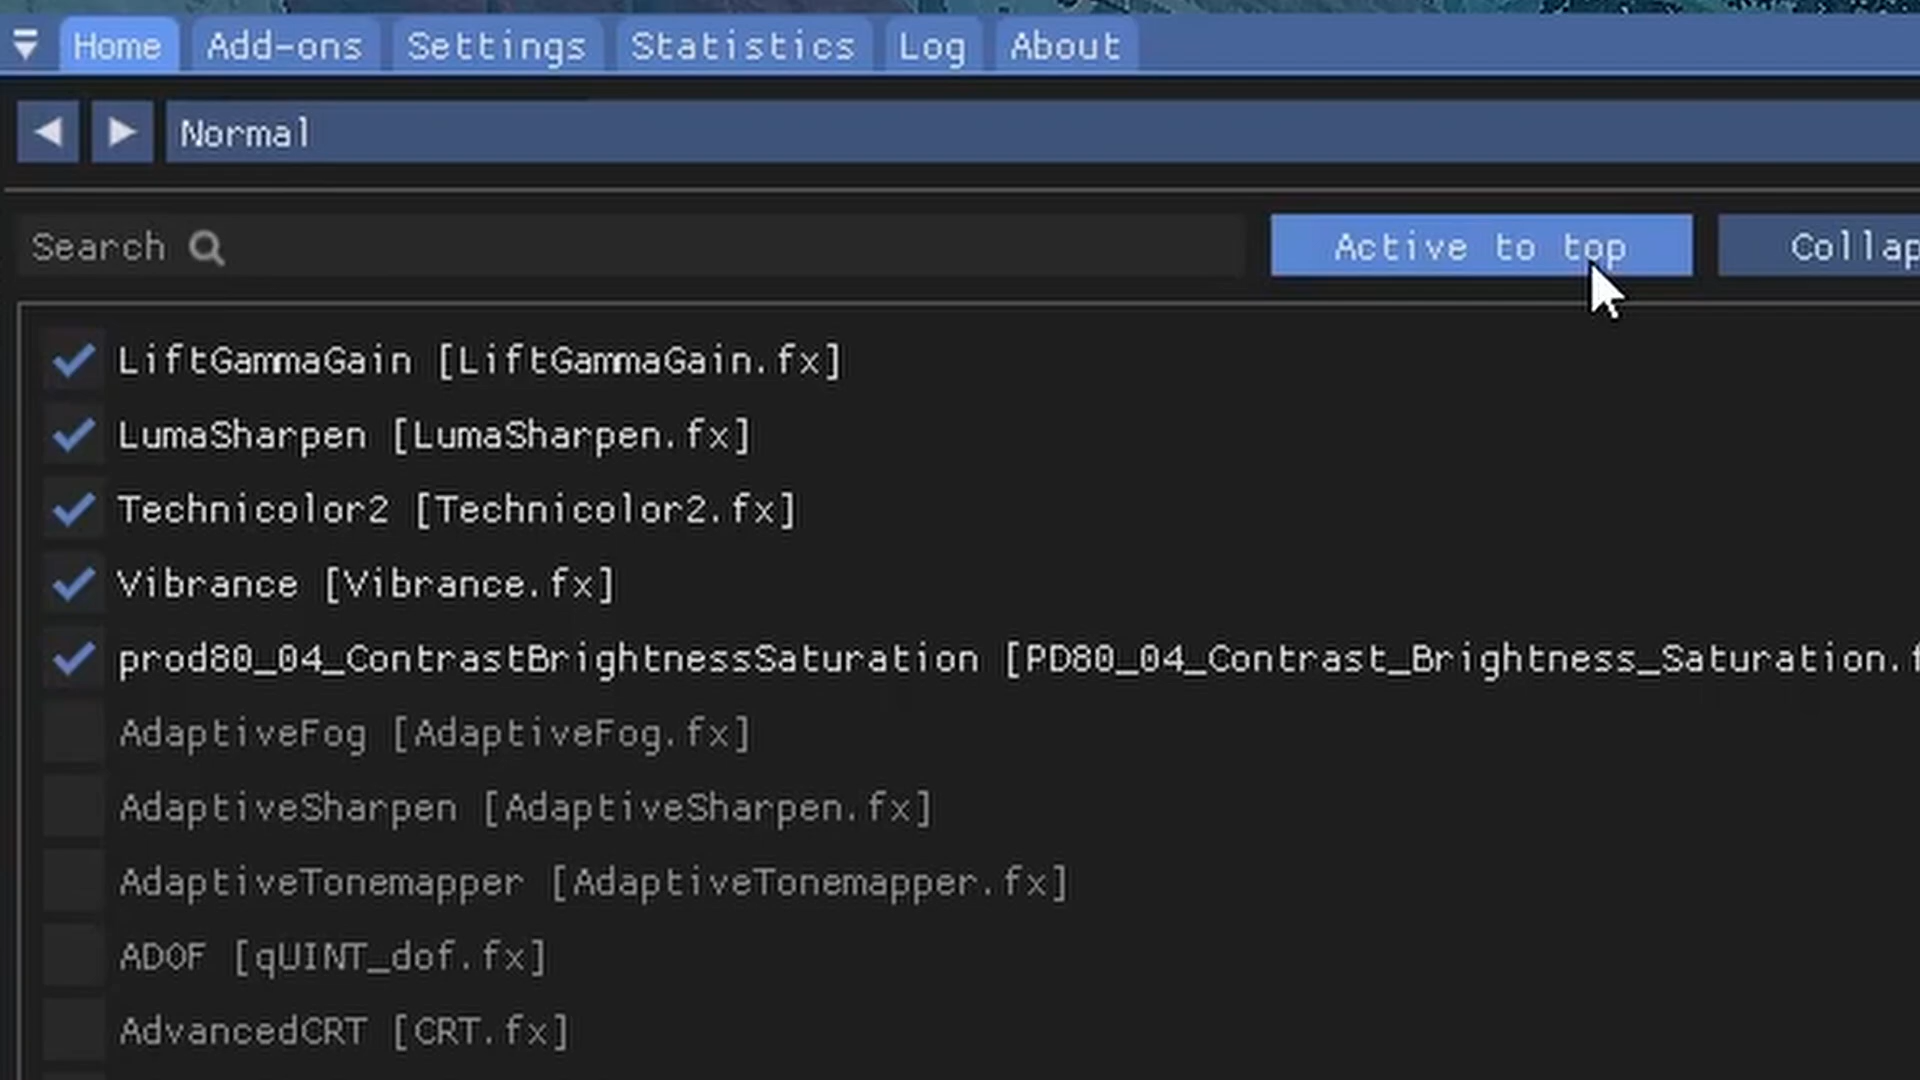 Home Add-ons Settings Statistics Log About
Normal
Search Active to top Collap
LiftGammaGain [LiftGammaGain.fx]
LumaSharpen [LumaSharpen.fx]
Technicolor2 [Technicolor2.fx]
Vibrance [Vibrance.fx]
prod80_04_ContrastBrightnessSaturation [PD80_04_Contrast_Brightness_Saturation.f
AdaptiveFog [AdaptiveFog.fx]
AdaptiveSharpen [AdaptiveSharpen.fx]
AdaptiveTonemapper [AdaptiveTonemapper.fx]
ADOF [qUINT_dof.fx]
AdvancedCRT [CRT.fx]